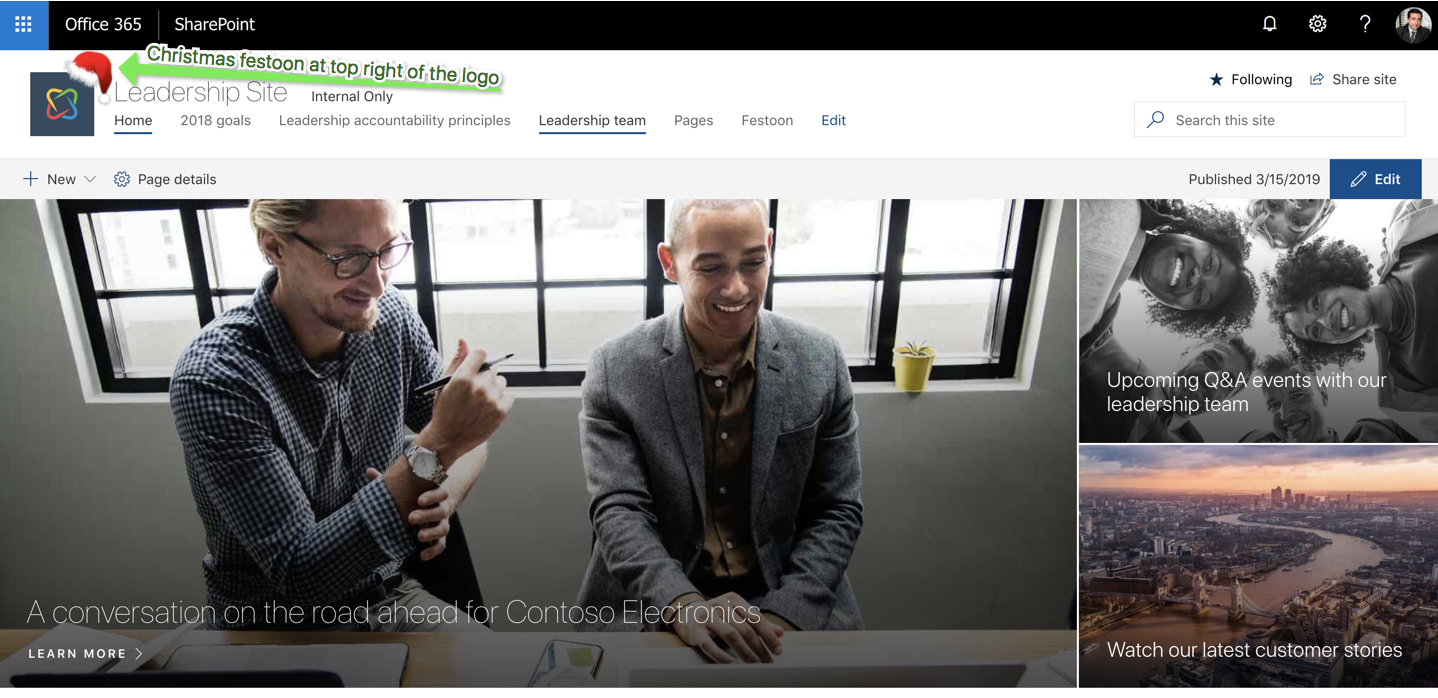 Office 365 SharePoint
Christmas festoon at top right of the logo
Leadership Site Internal Only
Following Share site
Home 2018 goals Leadership accountability principles Leadership team Pages Festoon Edit
Search this site
New Page details Published 3/15/2019 Edit
Upcoming Q&A events with our
leadership team
A conversation on the road ahead for Contoso Electronics
LEARN MORE
Watch our latest customer stories